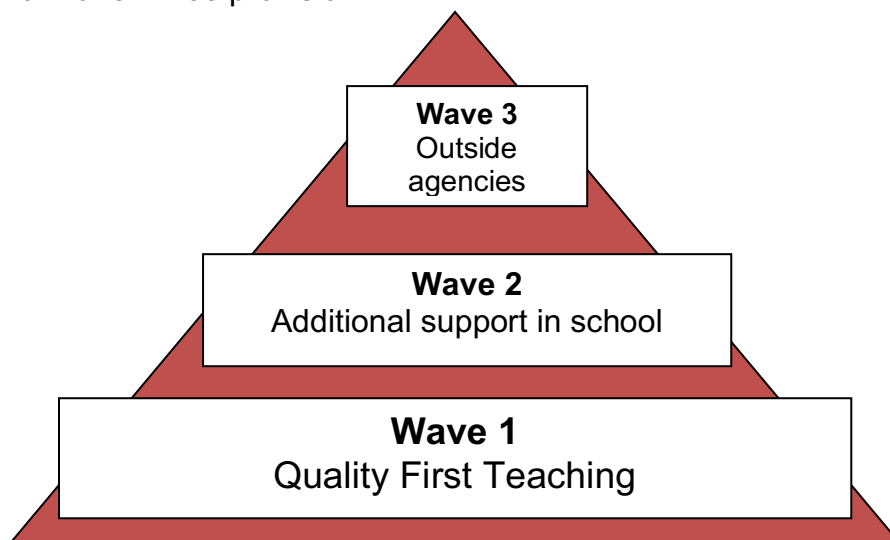 Wave 3
Outside
agencies
Wave 2
Additional support in school
Wave 1
Quality First Teaching